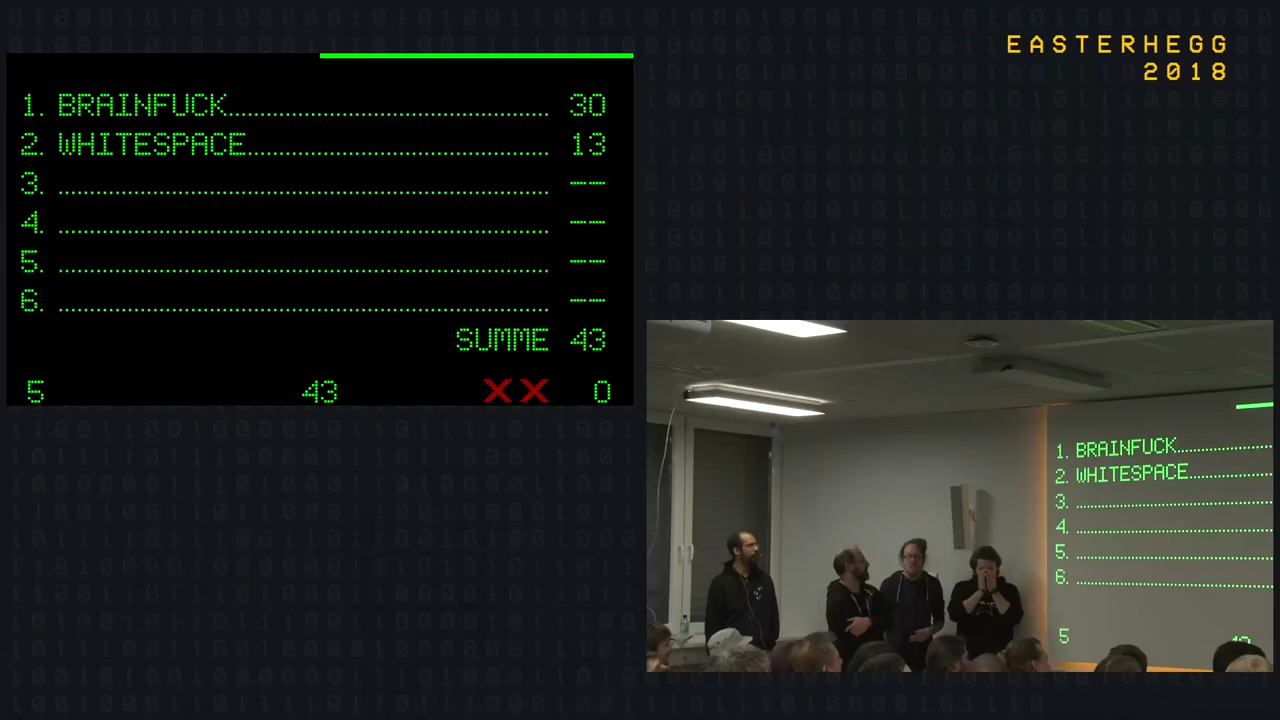 EASTERHEGG
2018
1. BRAINFUCK............................................................ 30
2. WHITESPACE......................................................... 13
3. .................................................................................... --
4. .................................................................................... --
5. .................................................................................... --
6. .................................................................................... --
SUMME 43
5 43 XX 0
1. BRAINFUCK........................
2. WHITESPACE.....................
3. ...............................................
4. ...............................................
5. ...............................................
6. ...............................................
5